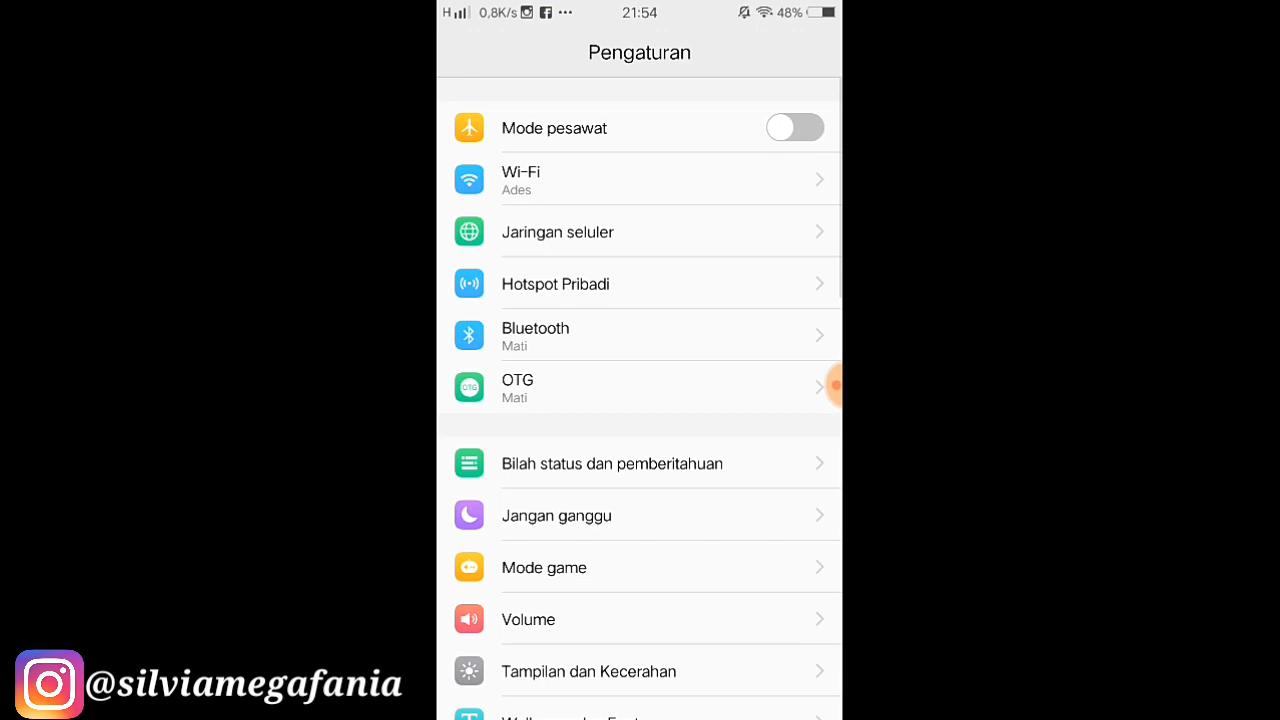 H 0,8K/s 21:54 48%
Pengaturan
Mode pesawat
Wi-Fi
Ades
Jaringan seluler
Hotspot Pribadi
Bluetooth
Mati
OTG
OTG
Mati
Bilah status dan pemberitahuan
Jangan ganggu
Mode game
Volume
Tampilan dan Kecerahan
@silviamegafania